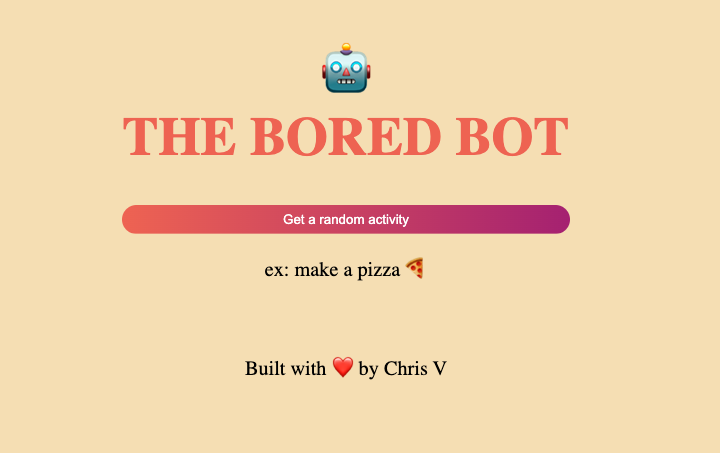 THE BORED BOT
Get a random activity
ex: make a pizza 🍕
Built with ❤️ by Chris V